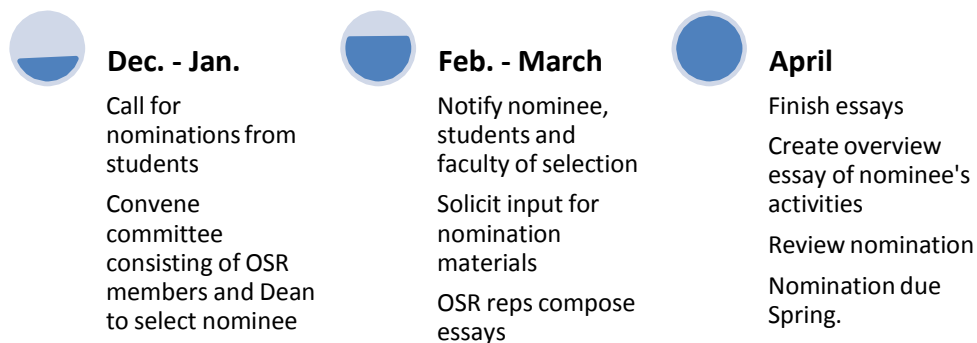 Dec. - Jan.
Call for
nominations from
students
Convene
committee
consisting of OSR
members and Dean
to select nominee
Feb. - March
Notify nominee,
students and
faculty of selection
Solicit input for
nomination
materials
OSR reps compose
essays
April
Finish essays
Create overview
essay of nominee's
activities
Review nomination
Nomination due
Spring.